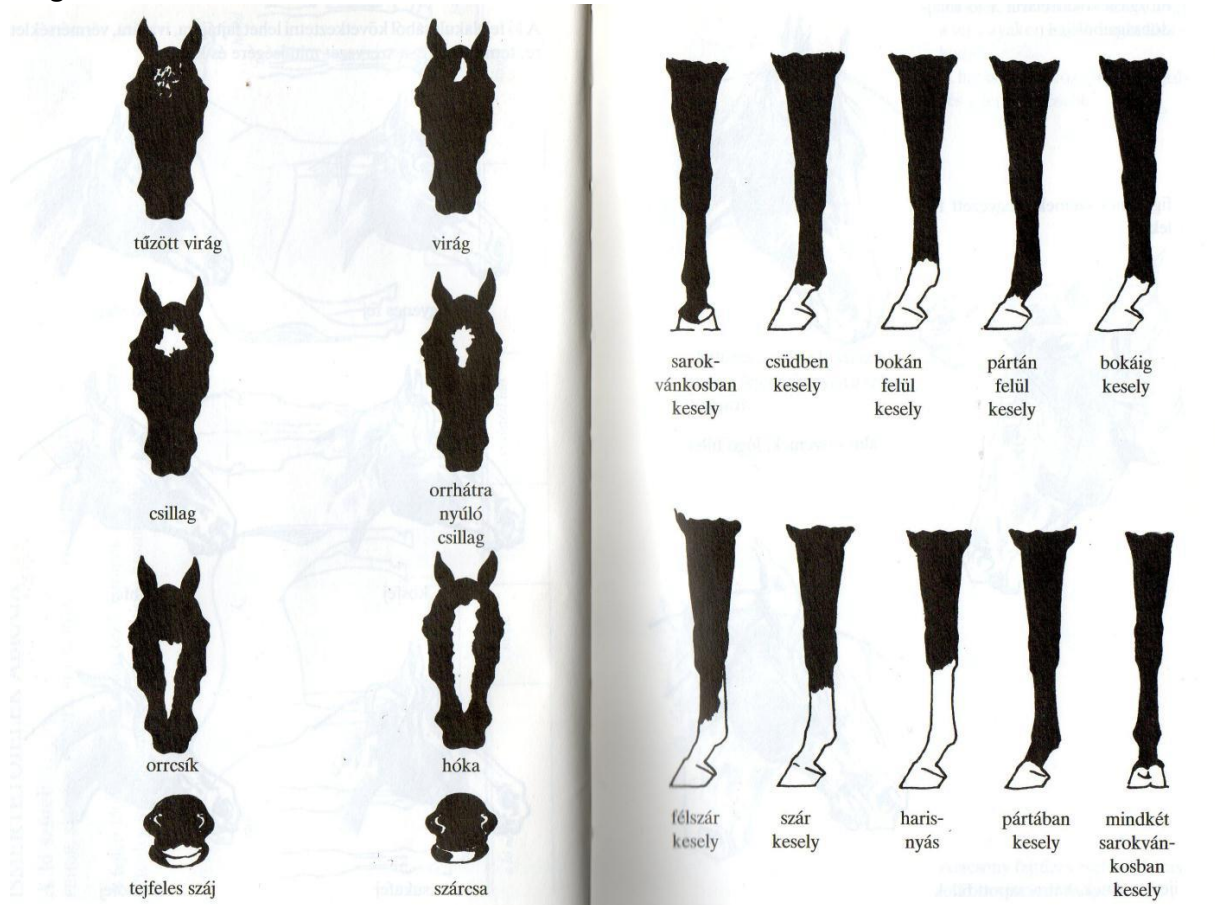 tűzött virág
virág
csillag
orrhátra
nyúló
csillag
orrcsík
hóka
tejfeles száj
szárcsa
sarok-
vánkosban
kesely
csüdben
kesely
bokán
felül
kesely
pártán
felül
kesely
bokáig
kesely
félszár
kesely
szár
kesely
haris-
nyás
pártában
kesely
mindkét
sarokván-
kosban
kesely